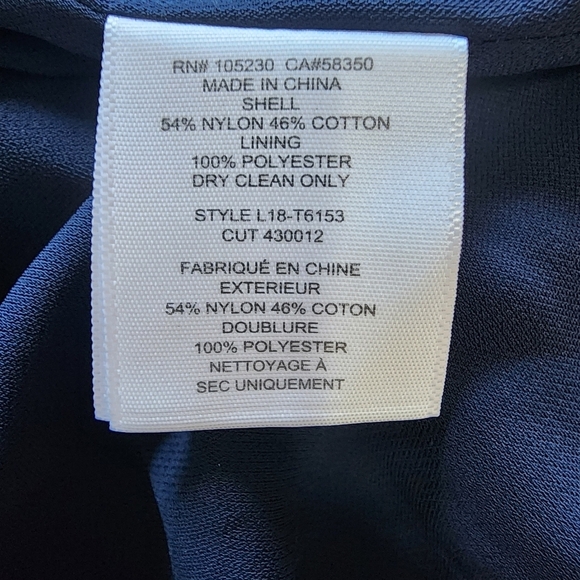 RN# 105230 CA#58350
MADE IN CHINA
SHELL
54% NYLON 46% COTTON
LINING
100% POLYESTER
DRY CLEAN ONLY
STYLE L18-T6153
CUT 430012
FABRIQUÉ EN CHINE
EXTERIEUR
54% NYLON 46% COTON
DOUBLURE
100% POLYESTER
NETTOYAGE À
SEC UNIQUEMENT